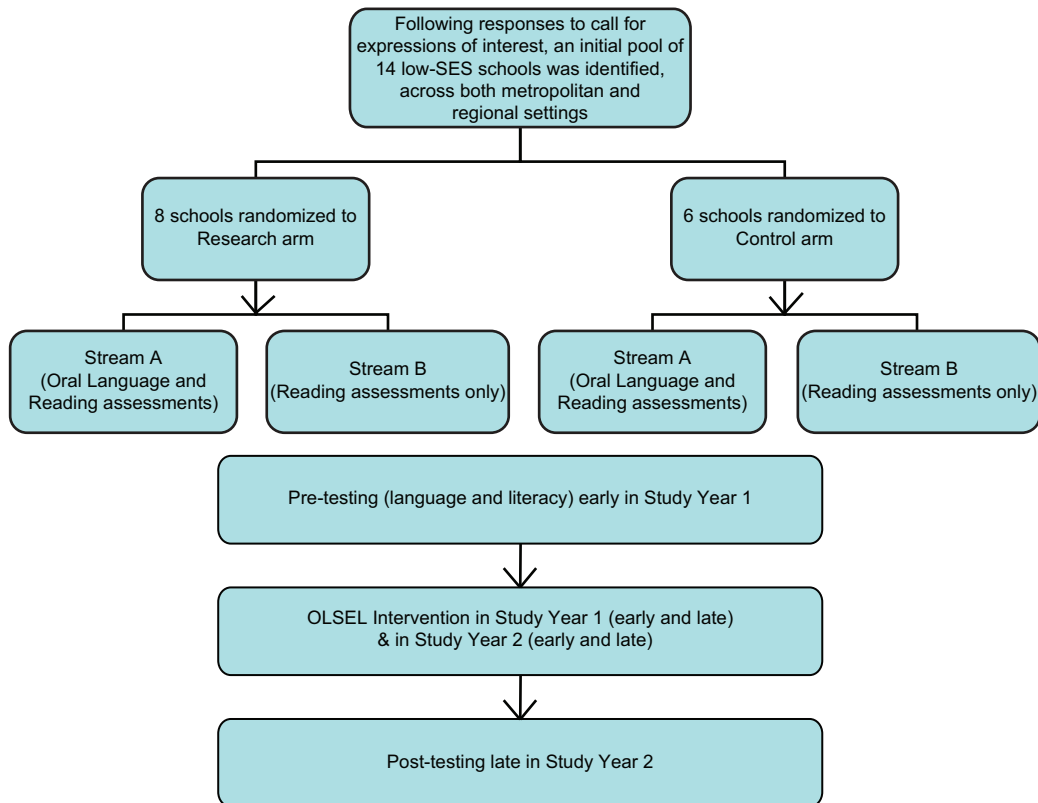 Following responses to call for
expressions of interest, an initial pool of
14 low-SES schools was identified,
across both metropolitan and
regional settings
8 schools randomized to
Research arm
6 schools randomized to
Control arm
Stream A
(Oral Language and
Reading assessments)
Stream B
(Reading assessments only)
Stream A
(Oral Language and
Reading assessments)
Stream B
(Reading assessments only)
Pre-testing (language and literacy) early in Study Year 1
OLSEL Intervention in Study Year 1 (early and late)
& in Study Year 2 (early and late)
Post-testing late in Study Year 2